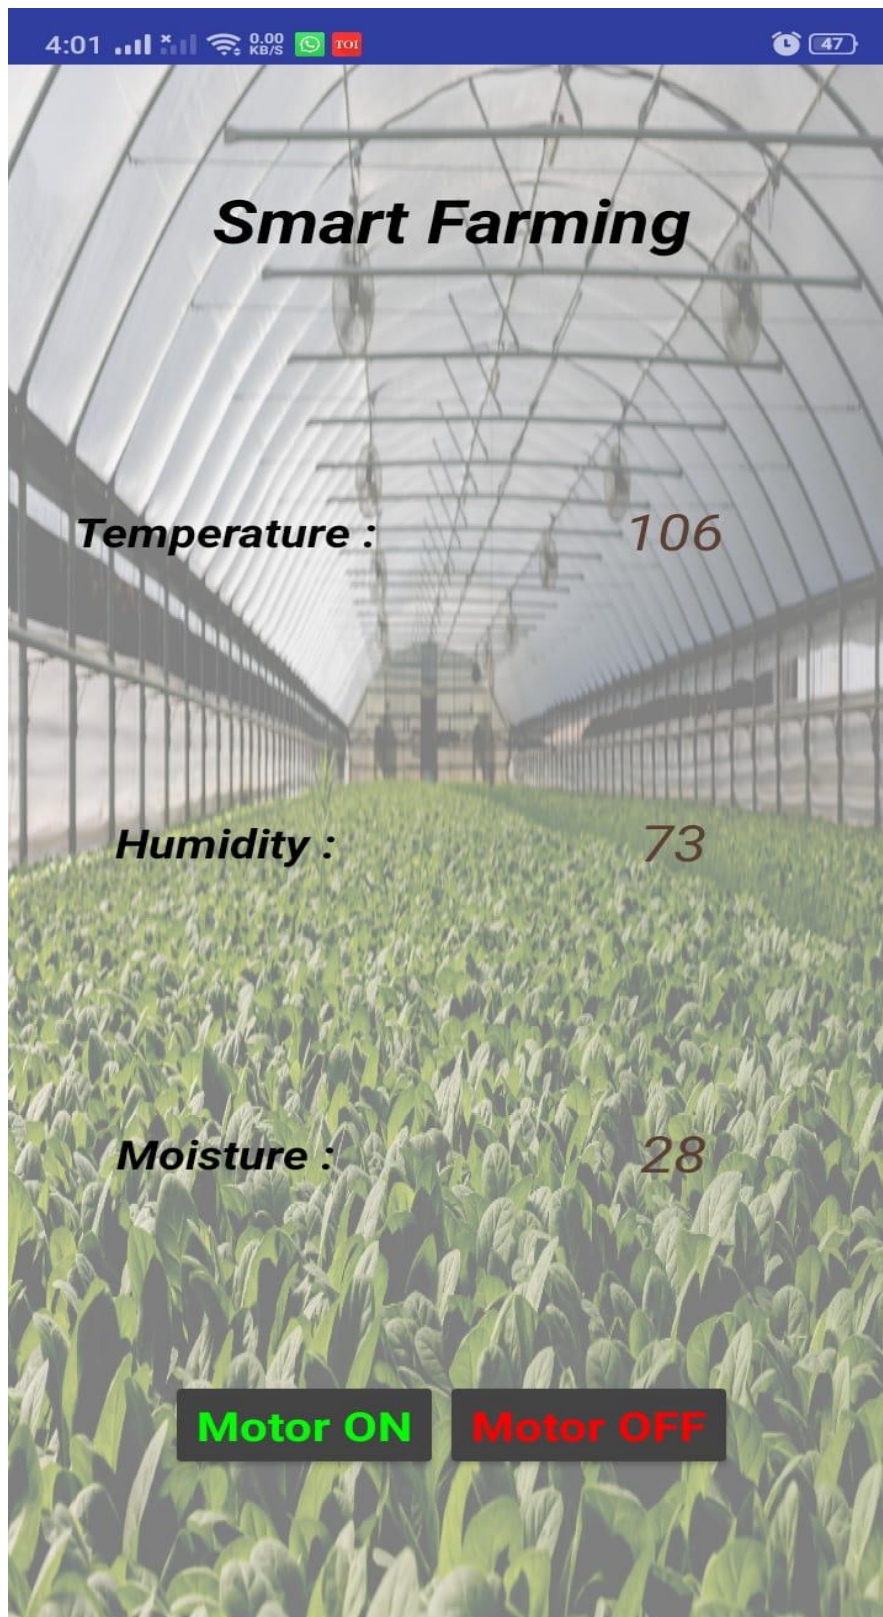 4:01 0.00 KB/S TOI 47
Smart Farming
Temperature : 106
Humidity : 73
Moisture : 28
Motor ON Motor OFF